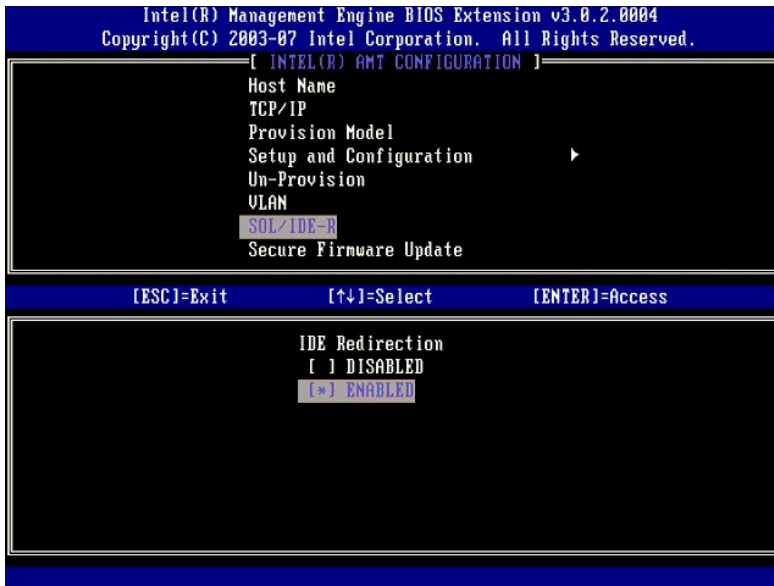 Intel(R) Management Engine BIOS Extension v3.0.2.0004
Copyright(C) 2003-07 Intel Corporation.  All Rights Reserved.
[ INTEL(R) AMT CONFIGURATION ]
Host Name
TCP/IP
Provision Model
Setup and Configuration ►
Un-Provision
VLAN
SOL/IDE-R
Secure Firmware Update
[ESC]=Exit [↑↓]=Select [ENTER]=Access
IDE Redirection
[ ] DISABLED
[*] ENABLED